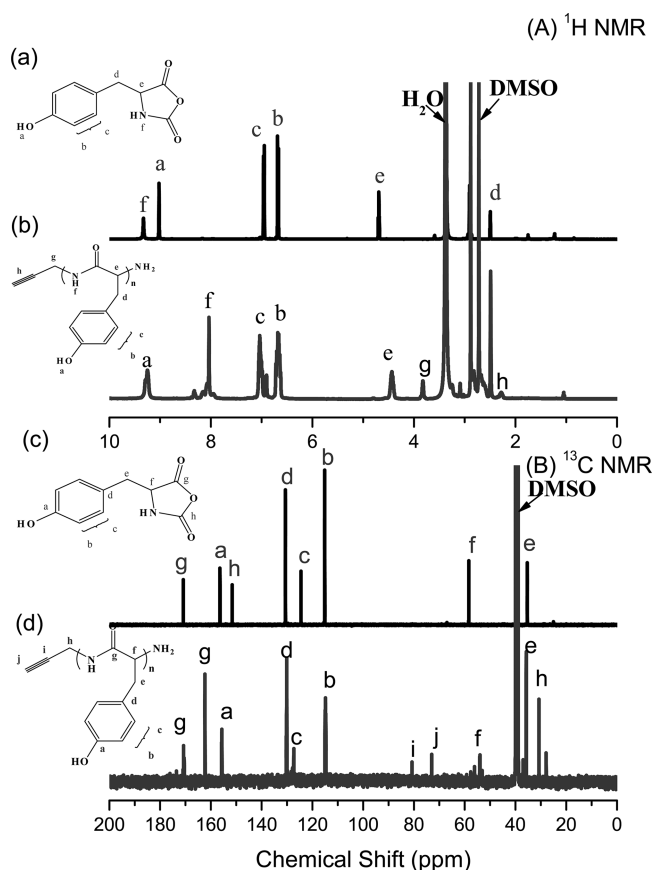 (A) ¹H NMR
(a)
O
d e
O
HO NH O
a c f
b
H₂O DMSO
f a c b e d
(b)
O
h g e
N
H
f
n
NH₂
d
c
b
HO
a
a f c b e g h
10 8 6 4 2 0
(c)
(B) ¹³C NMR
DMSO
O
e f g
d
O
a
HO NH h
c O
b
g a h d c b f e
(d)
O
j i h g f
N
H
n
NH₂
e
d
c
a b
HO
g g a d c b i j f e h
200 180 160 140 120 100 80 60 40 20 0
Chemical Shift (ppm)